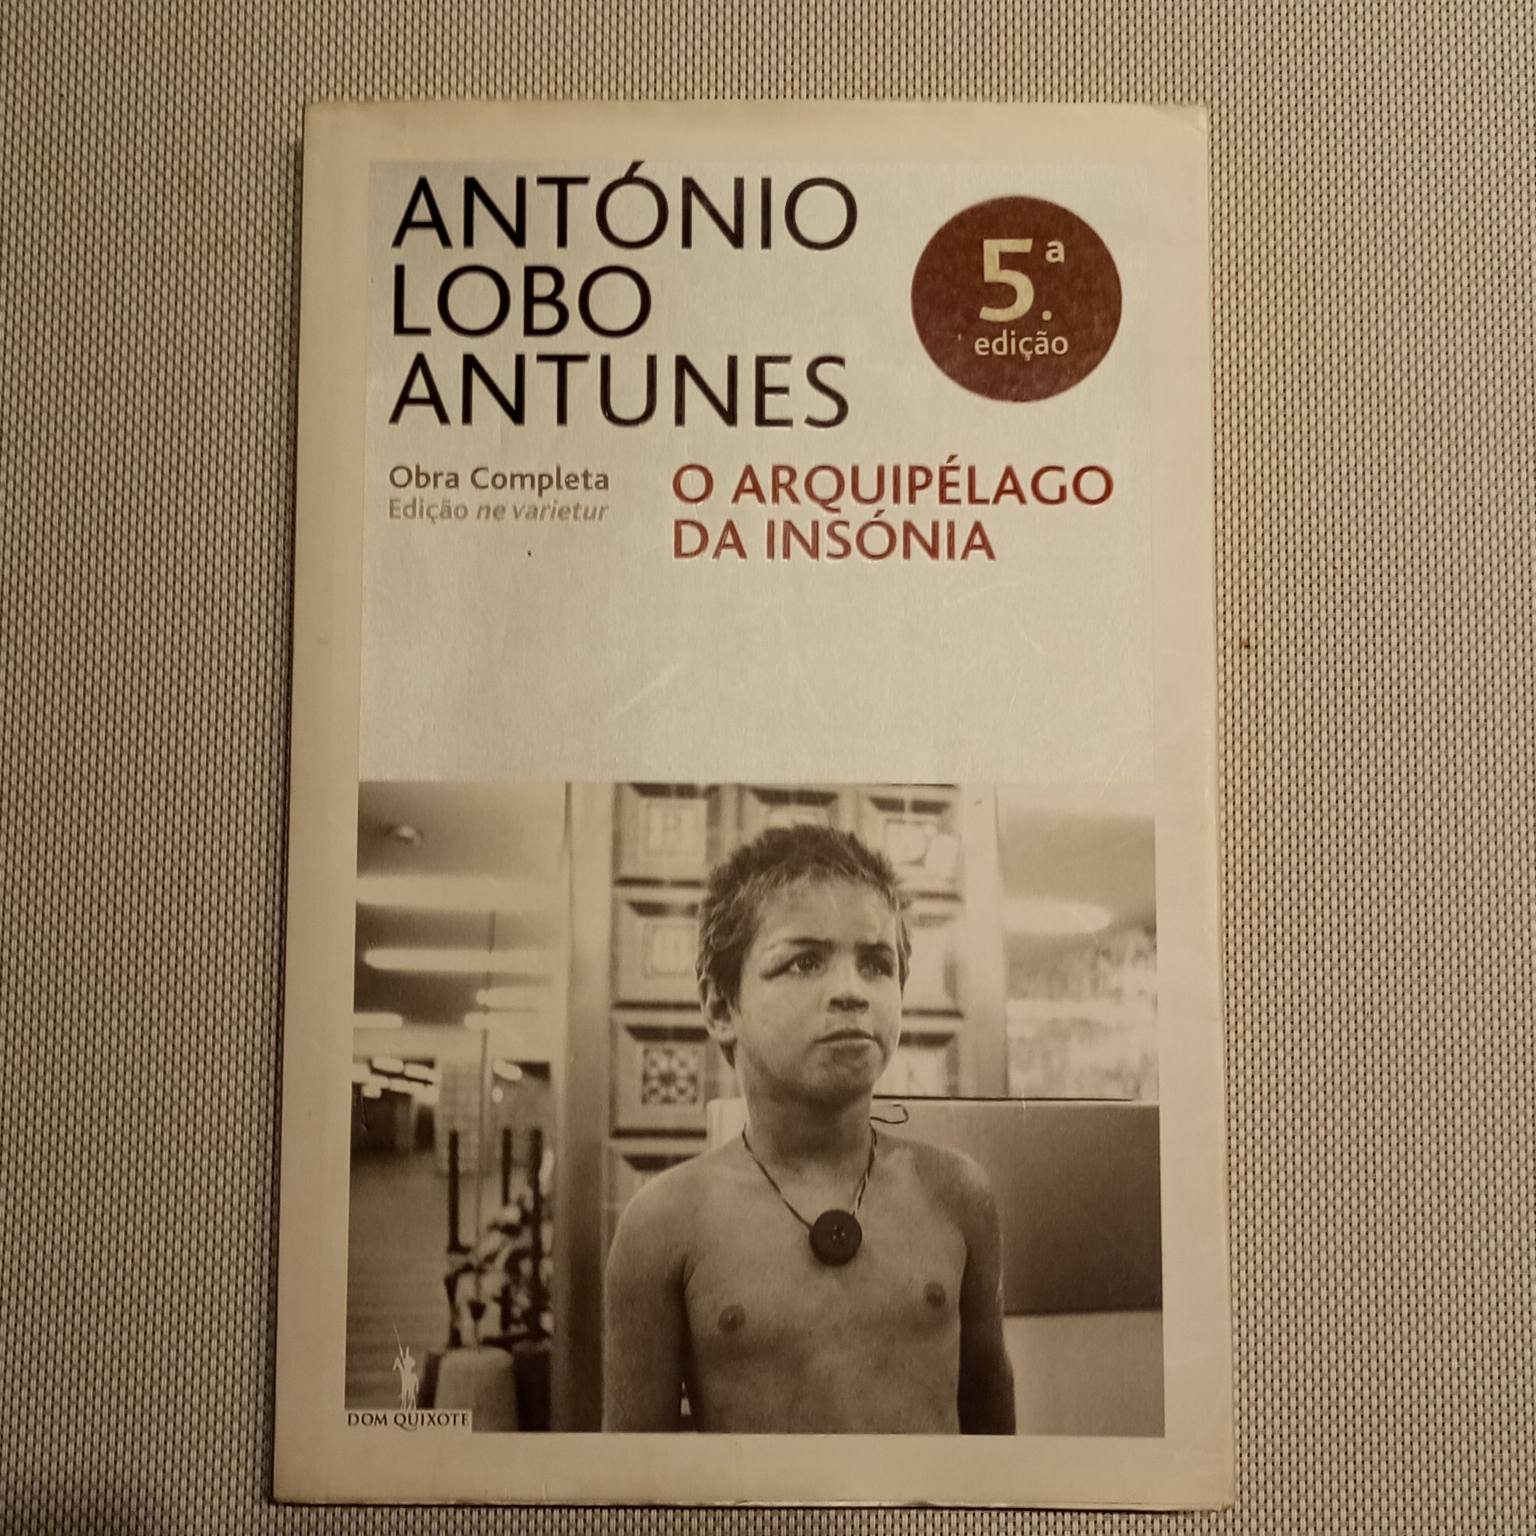 ANTÓNIO
LOBO
ANTUNES
5.ª
edição
Obra Completa
Edição ne varietur
O ARQUIPÉLAGO
DA INSÓNIA
DOM QUIXOTE